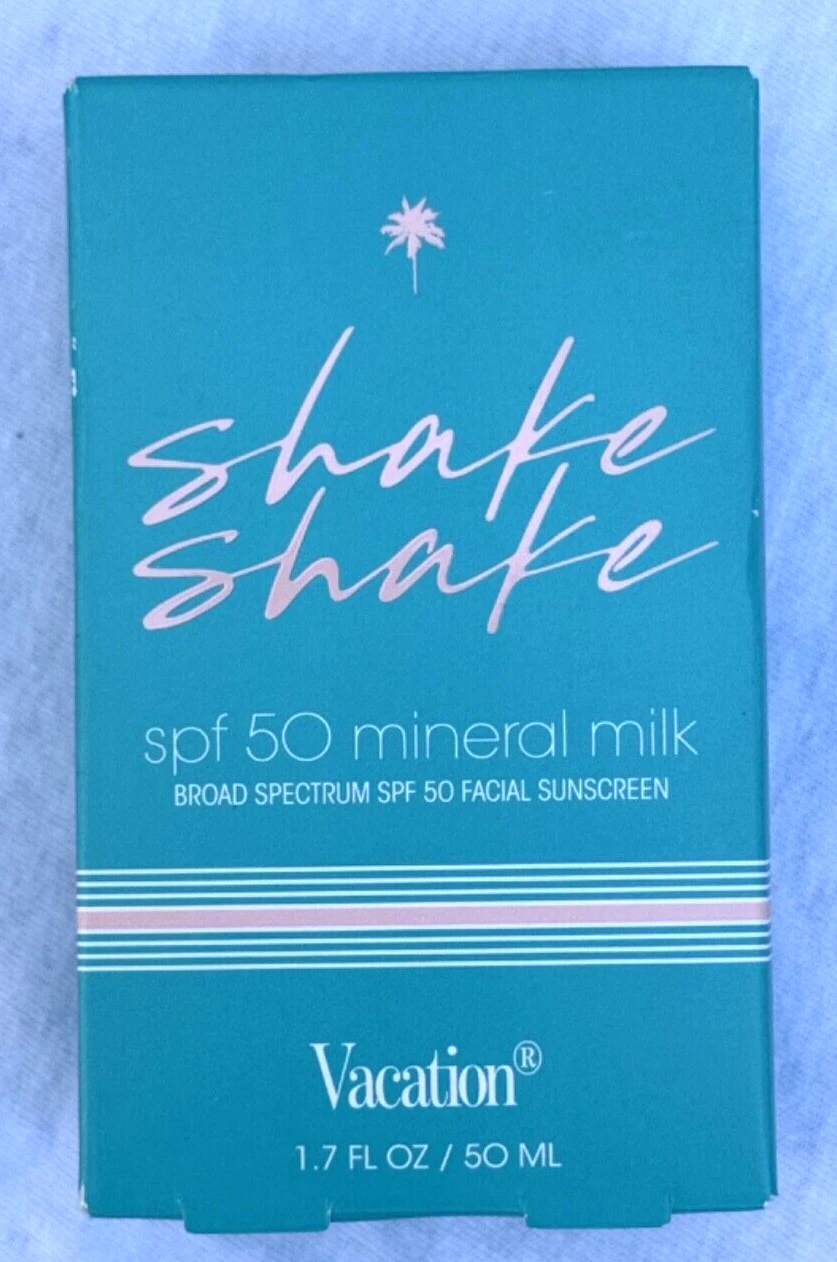 shake
shake
spf 50 mineral milk
BROAD SPECTRUM SPF 50 FACIAL SUNSCREEN
Vacation®
1.7 FL OZ / 50 ML